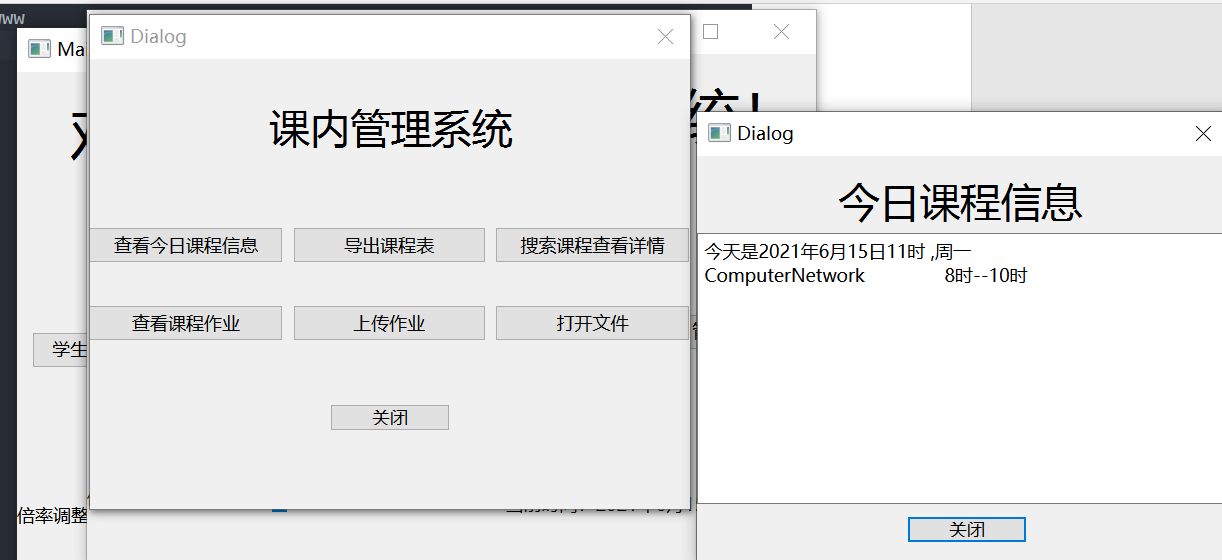 Dialog
课内管理系统
查看今日课程信息 导出课程表 搜索课程查看详情
查看课程作业 上传作业 打开文件
关闭
学生
倍率调整
Dialog
今日课程信息
今天是2021年6月15日11时 ,周一
ComputerNetwork 8时--10时
关闭